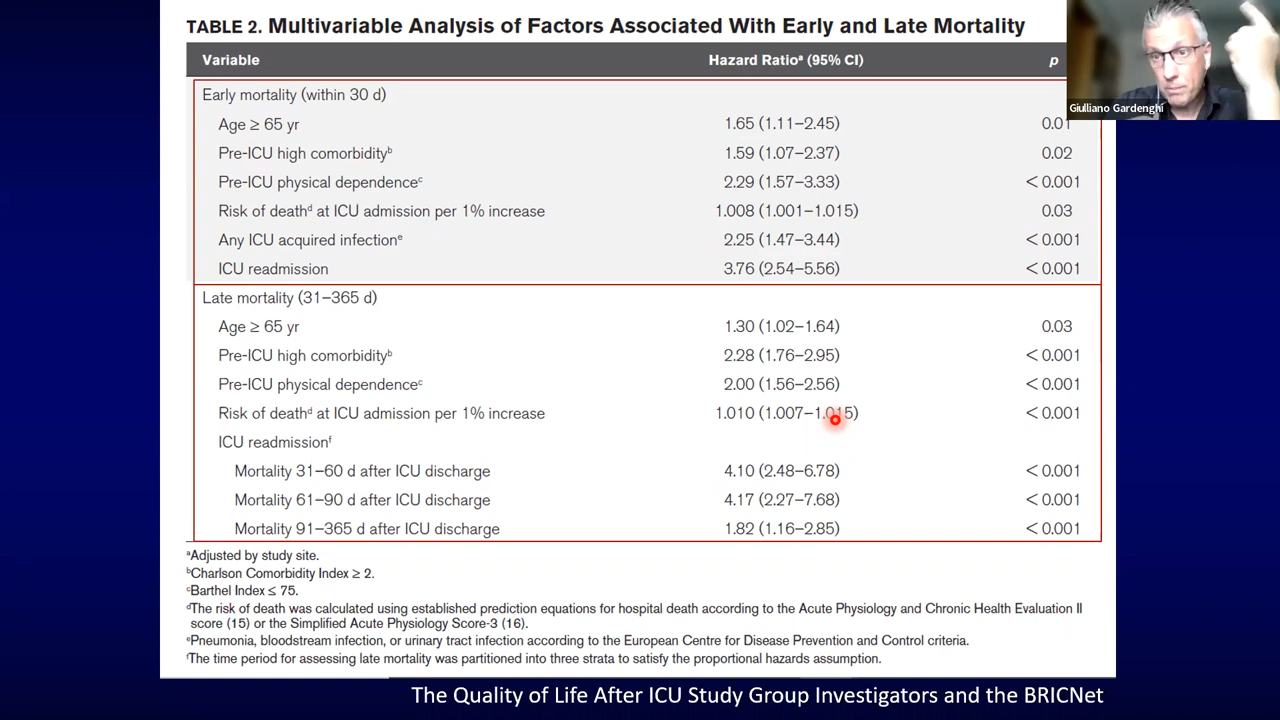 TABLE 2. Multivariable Analysis of Factors Associated With Early and Late Mortality
Variable Hazard Ratioᵃ (95% CI) p
Early mortality (within 30 d)
Age ≥ 65 yr 1.65 (1.11–2.45) 0.01
Pre-ICU high comorbidityᵇ 1.59 (1.07–2.37) 0.02
Pre-ICU physical dependenceᶜ 2.29 (1.57–3.33) < 0.001
Risk of deathᵈ at ICU admission per 1% increase 1.008 (1.001–1.015) 0.03
Any ICU acquired infectionᵉ 2.25 (1.47–3.44) < 0.001
ICU readmission 3.76 (2.54–5.56) < 0.001
Late mortality (31–365 d)
Age ≥ 65 yr 1.30 (1.02–1.64) 0.03
Pre-ICU high comorbidityᵇ 2.28 (1.76–2.95) < 0.001
Pre-ICU physical dependenceᶜ 2.00 (1.56–2.56) < 0.001
Risk of deathᵈ at ICU admission per 1% increase 1.010 (1.007–1.015) < 0.001
ICU readmissionᶠ
Mortality 31–60 d after ICU discharge 4.10 (2.48–6.78) < 0.001
Mortality 61–90 d after ICU discharge 4.17 (2.27–7.68) < 0.001
Mortality 91–365 d after ICU discharge 1.82 (1.16–2.85) < 0.001
ᵃAdjusted by study site.
ᵇCharlson Comorbidity Index ≥ 2.
ᶜBarthel Index ≤ 75.
ᵈThe risk of death was calculated using established prediction equations for hospital death according to the Acute Physiology and Chronic Health Evaluation II
score (15) or the Simplified Acute Physiology Score-3 (16).
ᵉPneumonia, bloodstream infection, or urinary tract infection according to the European Centre for Disease Prevention and Control criteria.
ᶠThe time period for assessing late mortality was partitioned into three strata to satisfy the proportional hazards assumption.
The Quality of Life After ICU Study Group Investigators and the BRICNet
Giulliano Gardenghi